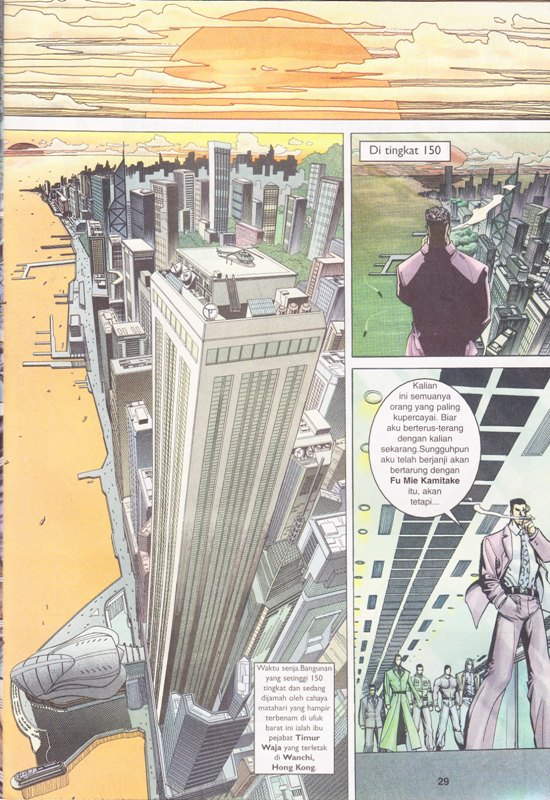 Di tingkat 150
Kalian
ini semuanya
orang yang paling
kupercayai. Biar
aku berterus-terang
dengan kalian
sekarang.Sungguhpun
aku telah berjanji akan
bertarung dengan
Fu Mie Kamitake
itu, akan
tetapi...
Waktu senja.Bangunan
yang setinggi 150
tingkat dan sedang
dijamah oleh cahaya
matahari yang hampir
terbenam di ufuk
barat ini ialah ibu
pejabat Timur
Waja yang terletak
di Wanchi,
Hong Kong.
29